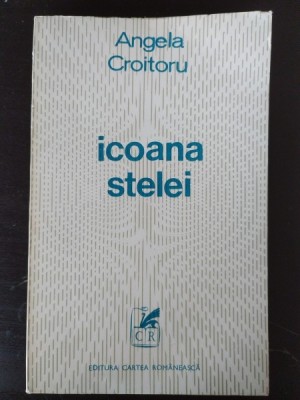 Angela
Croitoru
icoana
stelei
CR
EDITURA CARTEA ROMÂNEASCĂ